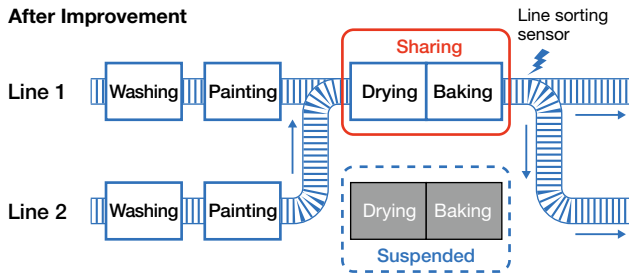 After Improvement
Line sorting
sensor
Sharing
Line 1
Washing
Painting
Drying
Baking
Line 2
Washing
Painting
Drying
Baking
Suspended